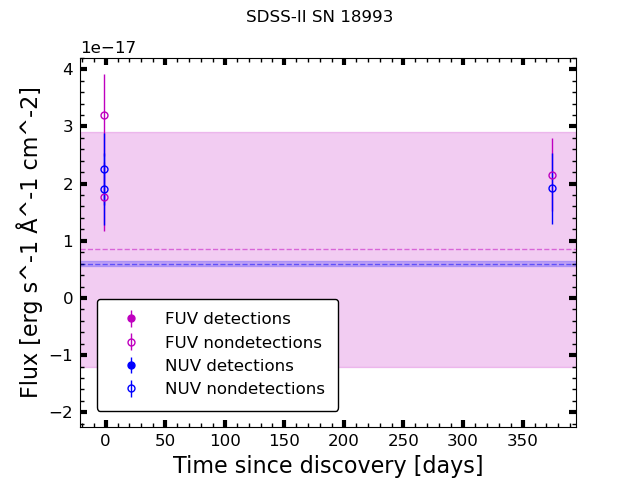 SDSS-II SN 18993
1e−17
4
3
2
1
0
−1
−2
Flux [erg s^-1 Å^-1 cm^-2]
FUV detections
FUV nondetections
NUV detections
NUV nondetections
0 50 100 150 200 250 300 350
Time since discovery [days]